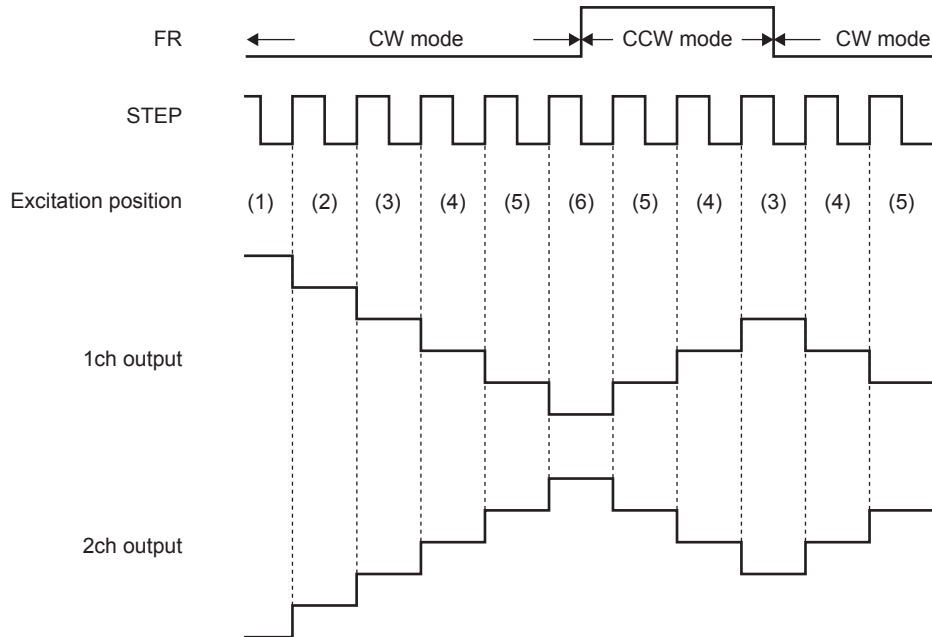 FR CW mode CCW mode CW mode
STEP
Excitation position (1) (2) (3) (4) (5) (6) (5) (4) (3) (4) (5)
1ch output
2ch output